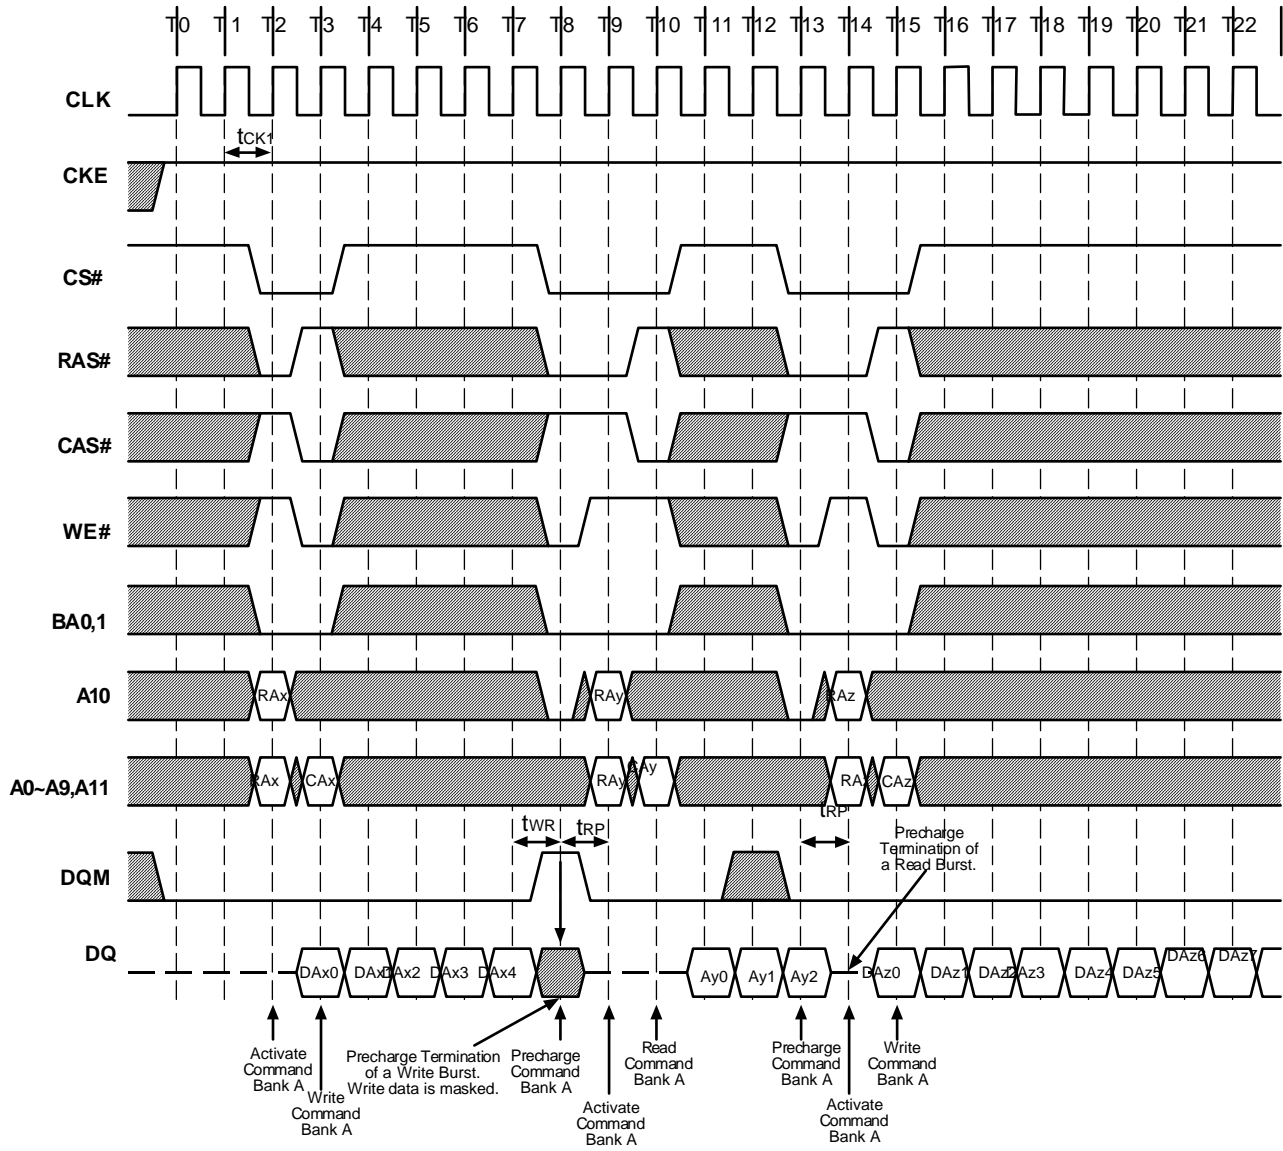 T0 T1 T2 T3 T4 T5 T6 T7 T8 T9 T10 T11 T12 T13 T14 T15 T16 T17 T18 T19 T20 T21 T22
CLK
tCK1
CKE
CS#
RAS#
CAS#
WE#
BA0,1
A10
RAx RAy RAz
A0~A9,A11
RAx CAx RAy CAy RAz CAz
tWR tRP tRP
Precharge
Termination of
a Read Burst.
DQM
DQ
DAx0 DAx1 DAx2 DAx3 DAx4 Ay0 Ay1 Ay2 DAz0 DAz1 DAz2 DAz3 DAz4 DAz5 DAz6 DAz7
Activate
Command
Bank A
Write
Command
Bank A
Precharge Termination
of a Write Burst.
Write data is masked.
Precharge
Command
Bank A
Activate
Command
Bank A
Read
Command
Bank A
Precharge
Command
Bank A
Activate
Command
Bank A
Write
Command
Bank A